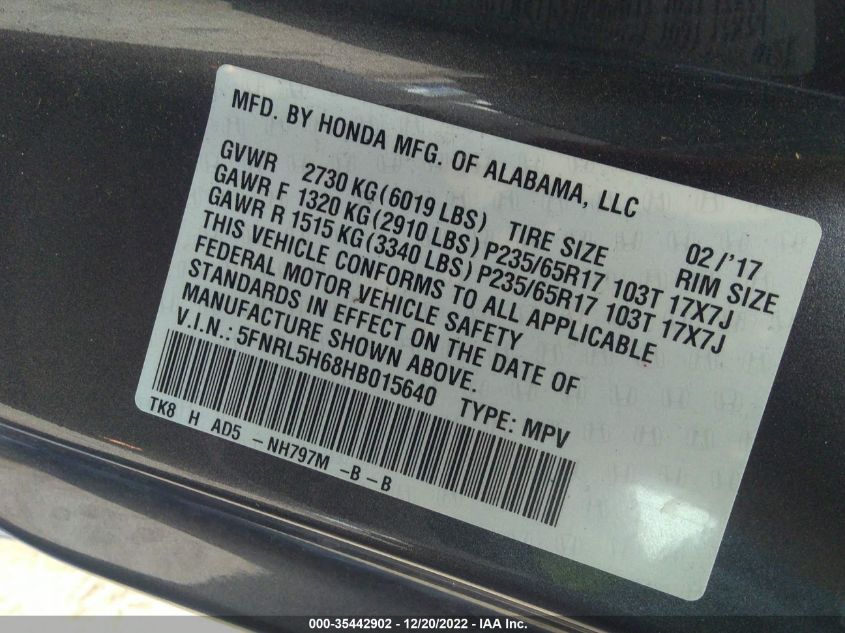 MFD. BY HONDA MFG. OF ALABAMA, LLC 02/'17
GVWR 2730 KG (6019 LBS) TIRE SIZE RIM SIZE
GAWR F 1320 KG (2910 LBS) P235/65R17 103T 17X7J
GAWR R 1515 KG (3340 LBS) P235/65R17 103T 17X7J
THIS VEHICLE CONFORMS TO ALL APPLICABLE
FEDERAL MOTOR VEHICLE SAFETY
STANDARDS IN EFFECT ON THE DATE OF
MANUFACTURE SHOWN ABOVE.
V.I.N.: 5FNRL5H68HB015640 TYPE: MPV
TK8 H AD5 -NH797M -B-B
000-35442902 - 12/20/2022 - IAA Inc.